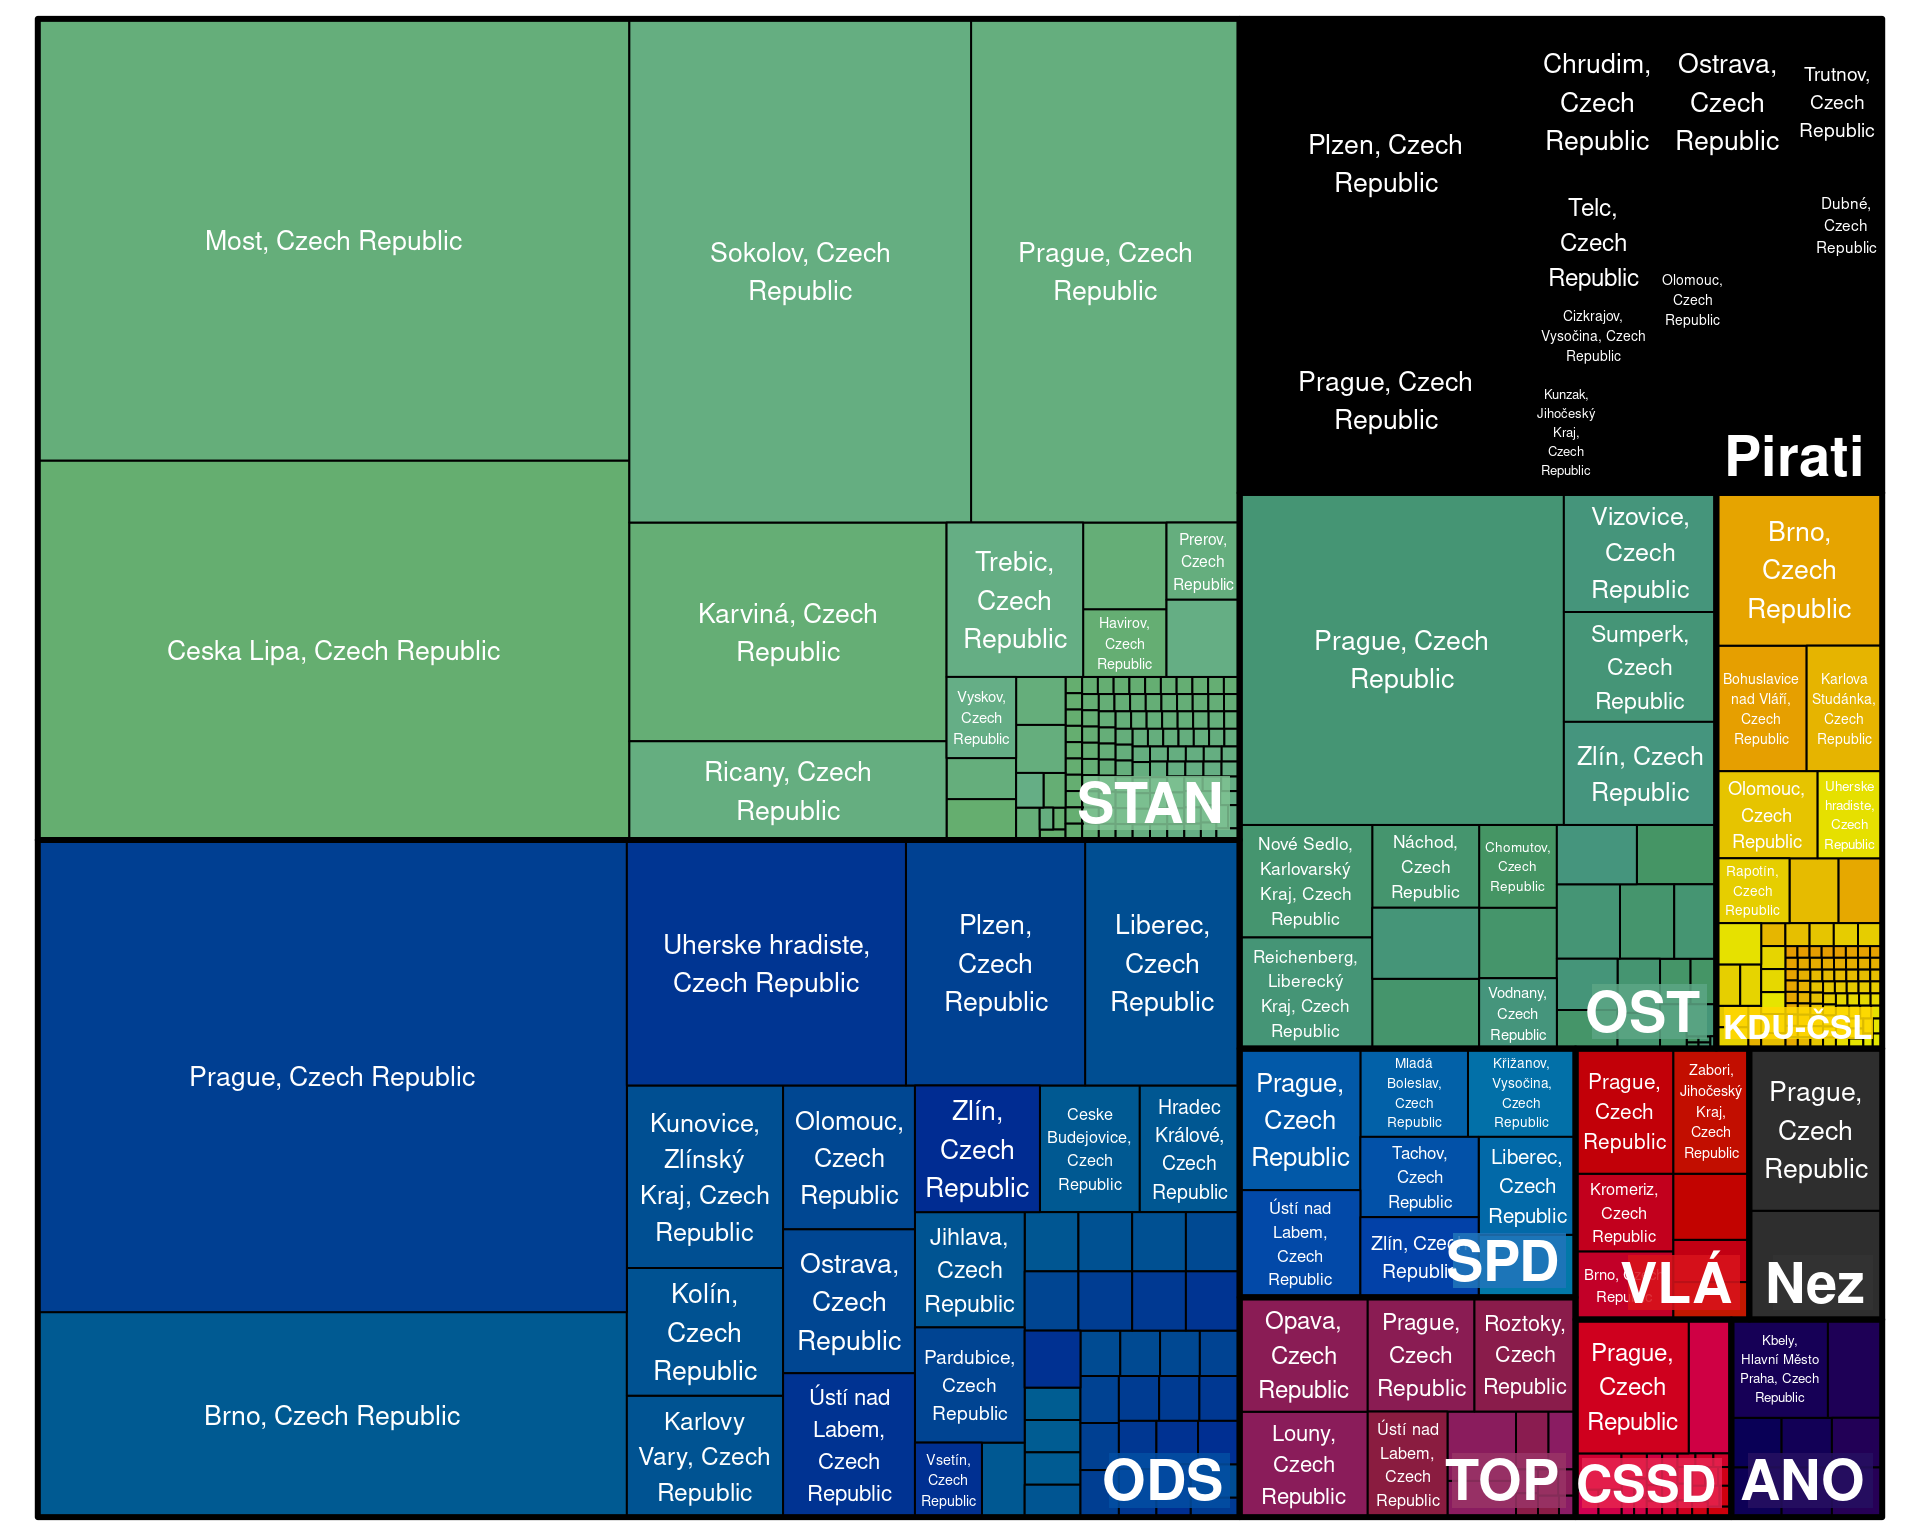 Most, Czech Republic
Ceska Lipa, Czech Republic
Sokolov, Czech
Republic
Prague, Czech
Republic
Karviná, Czech
Republic
Ricany, Czech
Republic
Trebic,
Czech
Republic
Prerov,
Czech
Republic
Havirov,
Czech
Republic
Vyskov,
Czech
Republic
STAN
Prague, Czech Republic
Brno, Czech Republic
Uherske hradiste,
Czech Republic
Plzen,
Czech
Republic
Liberec,
Czech
Republic
Kunovice,
Zlínský
Kraj, Czech
Republic
Kolín,
Czech
Republic
Karlovy
Vary, Czech
Republic
Olomouc,
Czech
Republic
Ostrava,
Czech
Republic
Ústí nad
Labem,
Czech
Republic
Zlín,
Czech
Republic
Ceske
Budejovice,
Czech
Republic
Hradec
Králové,
Czech
Republic
Jihlava,
Czech
Republic
Pardubice,
Czech
Republic
Vsetín,
Czech
Republic
ODS
Plzen, Czech
Republic
Prague, Czech
Republic
Chrudim,
Czech
Republic
Ostrava,
Czech
Republic
Trutnov,
Czech
Republic
Telc,
Czech
Republic
Dubné,
Czech
Republic
Olomouc,
Czech
Republic
Cizkrajov,
Vysočina, Czech
Republic
Kunzak,
Jihočeský
Kraj,
Czech
Republic
Pirati
Prague, Czech
Republic
Vizovice,
Czech
Republic
Sumperk,
Czech
Republic
Zlín, Czech
Republic
Nové Sedlo,
Karlovarský
Kraj, Czech
Republic
Reichenberg,
Liberecký
Kraj, Czech
Republic
Náchod,
Czech
Republic
Chomutov,
Czech
Republic
Vodnany,
Czech
Republic
OST
Brno,
Czech
Republic
Bohuslavice
nad Vláří,
Czech
Republic
Karlova
Studánka,
Czech
Republic
Olomouc,
Czech
Republic
Uherske
hradiste,
Czech
Republic
Rapotín,
Czech
Republic
KDU-ČSL
Prague,
Czech
Republic
Ústí nad
Labem,
Czech
Republic
Mladá
Boleslav,
Czech
Republic
Křižanov,
Vysočina,
Czech
Republic
Tachov,
Czech
Republic
Liberec,
Czech
Republic
Zlín, Czech
Republic
SPD
Prague,
Czech
Republic
Zabori,
Jihočeský
Kraj,
Czech
Republic
Kromeriz,
Czech
Republic
Brno, Czech
Republic
VLÁ
Prague,
Czech
Republic
Nez
Opava,
Czech
Republic
Prague,
Czech
Republic
Roztoky,
Czech
Republic
Louny,
Czech
Republic
Ústí nad
Labem,
Czech
Republic
TOP
Prague,
Czech
Republic
CSSD
Kbely,
Hlavní Město
Praha, Czech
Republic
ANO